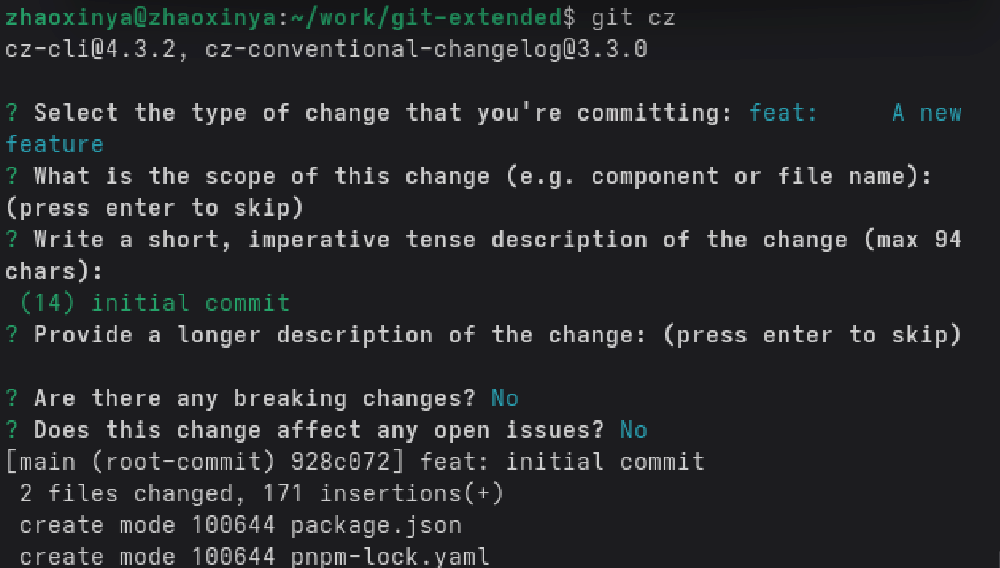 zhaoxinya@zhaoxinya:~/work/git-extended$ git cz
cz-cli@4.3.2, cz-conventional-changelog@3.3.0
? Select the type of change that you're committing: feat:     A new
feature
? What is the scope of this change (e.g. component or file name):
(press enter to skip)
? Write a short, imperative tense description of the change (max 94
chars):
 (14) initial commit
? Provide a longer description of the change: (press enter to skip)
? Are there any breaking changes? No
? Does this change affect any open issues? No
[main (root-commit) 928c072] feat: initial commit
 2 files changed, 171 insertions(+)
 create mode 100644 package.json
 create mode 100644 pnpm-lock.yaml